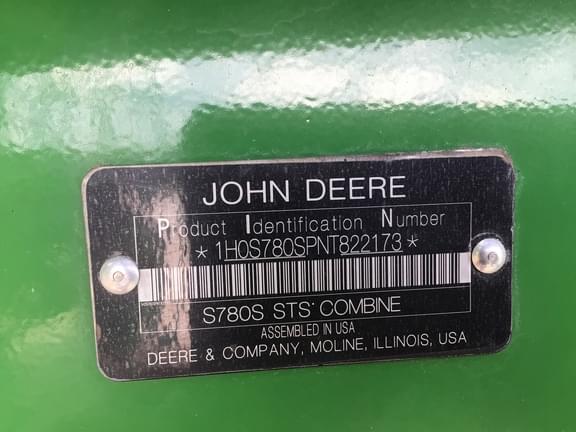 JOHN DEERE
Product Identification Number
*1H0S780SPNT822173*
S780S STS• COMBINE
ASSEMBLED IN USA
DEERE & COMPANY, MOLINE, ILLINOIS, USA